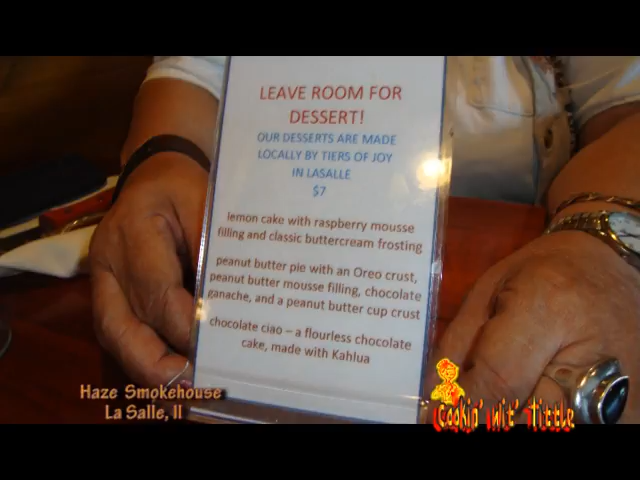 LEAVE ROOM FOR
DESSERT!
OUR DESSERTS ARE MADE
LOCALLY BY TIERS OF JOY
IN LASALLE
$7
lemon cake with raspberry mousse
filling and classic buttercream frosting
peanut butter pie with an Oreo crust,
peanut butter mousse filling, chocolate
ganache, and a peanut butter cup crust
chocolate ciao – a flourless chocolate
cake, made with Kahlua
Haze Smokehouse
La Salle, Il
Cookin' wit' Tittle